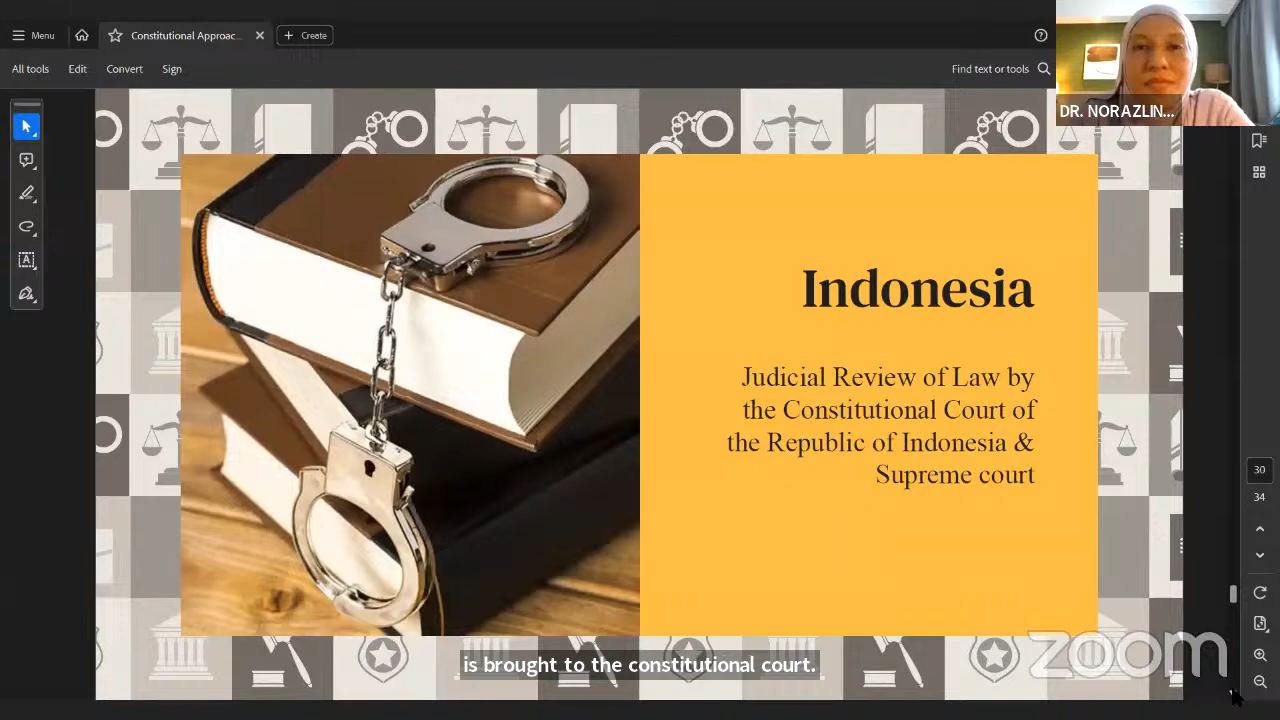 Menu
Constitutional Approac...
Create
All tools
Edit
Convert
Sign
Find text or tools
DR. NORAZLIN...
Indonesia
Judicial Review of Law by
the Constitutional Court of
the Republic of Indonesia &
Supreme court
30
34
is brought to the constitutional court.
zoom